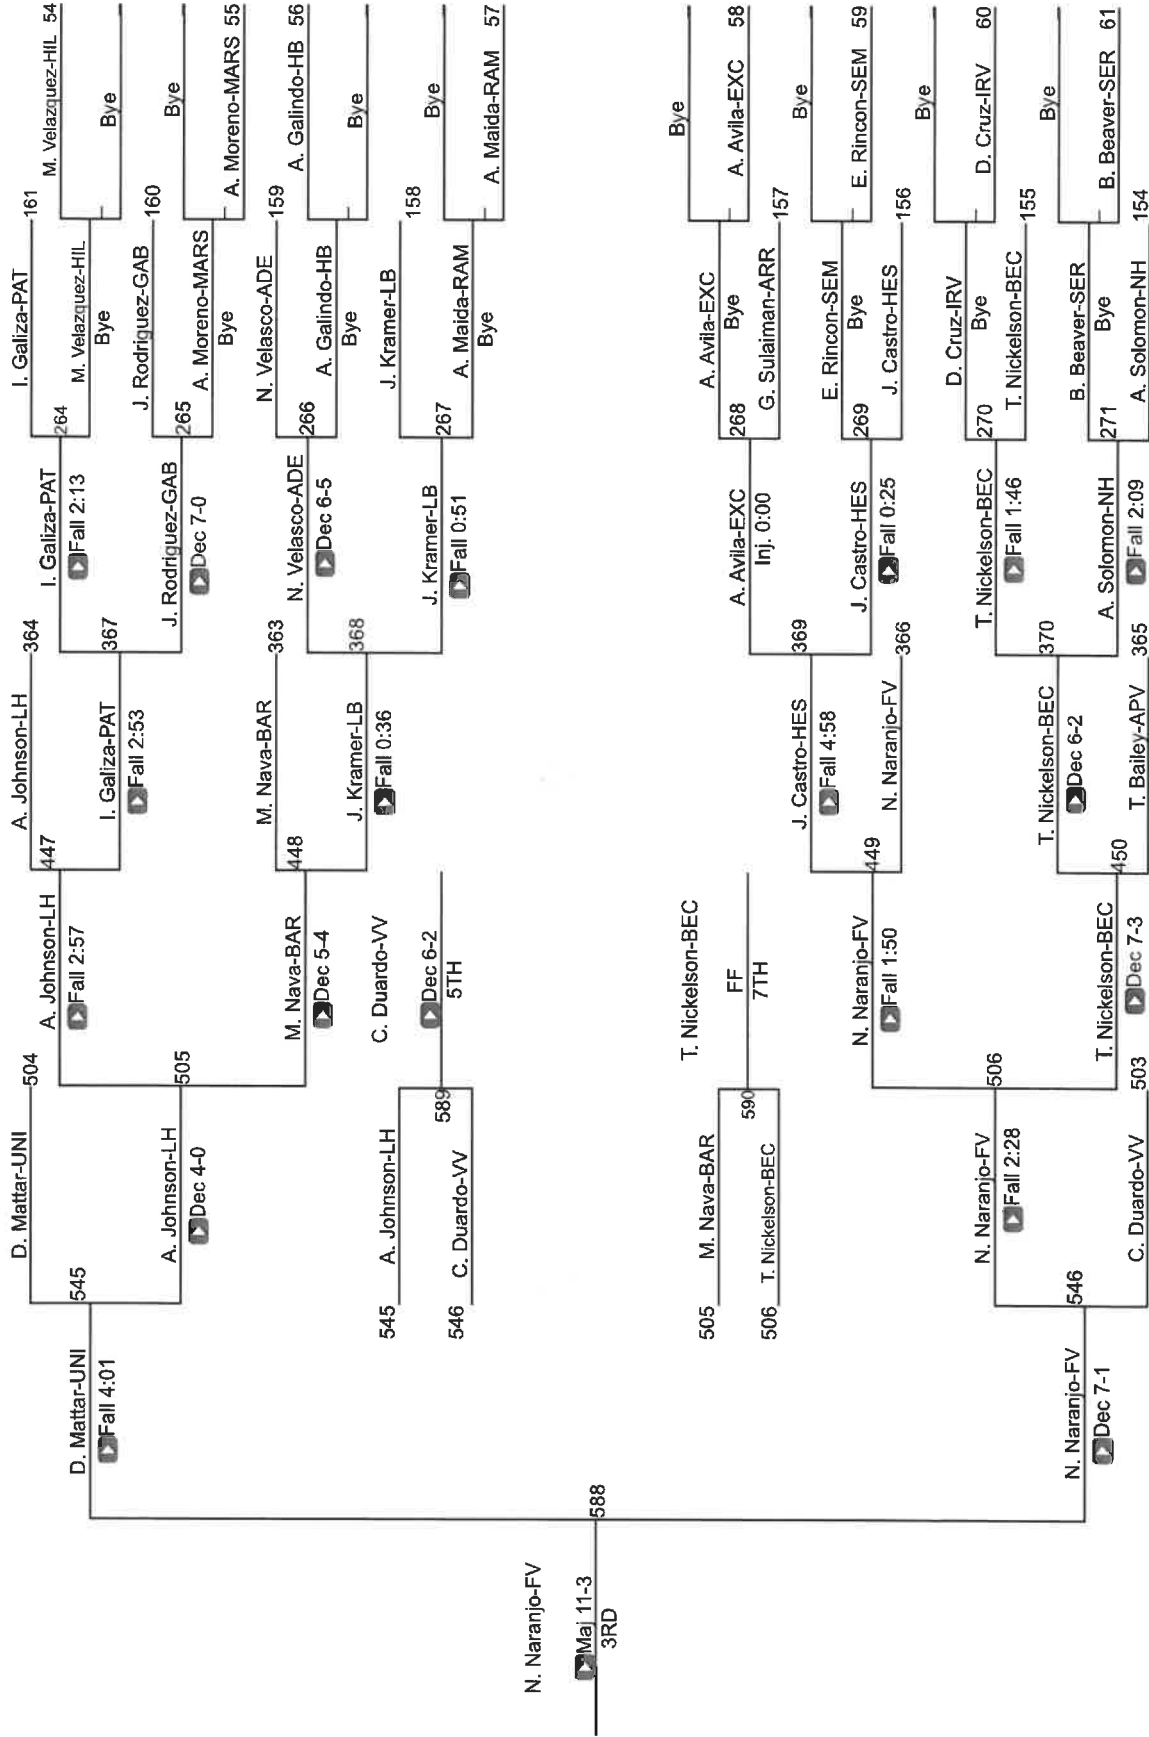 N. Naranjo-FV
Maj 11-3
3RD
588
D. Mattar-UNI
Fall 4:01
N. Naranjo-FV
Dec 7-1
D. Mattar-UNI 504
545
A. Johnson-LH
Dec 4-0
545 A. Johnson-LH
589
546 C. Duardo-VV
505 M. Nava-BAR
590
506 T. Nickelson-BEC
N. Naranjo-FV
Fall 2:28
546
C. Duardo-VV 503
A. Johnson-LH
Fall 2:57
505
M. Nava-BAR
Dec 5-4
C. Duardo-VV
Dec 6-2
5TH
T. Nickelson-BEC
FF
7TH
N. Naranjo-FV
Fall 1:50
506
T. Nickelson-BEC
Dec 7-3
A. Johnson-LH 364
447
I. Galiza-PAT
Fall 2:53
M. Nava-BAR 363
448
J. Kramer-LB
Fall 0:36
J. Castro-HES
Fall 4:58
449
N. Naranjo-FV 366
T. Nickelson-BEC
Dec 6-2
450
T. Bailey-APV 365
I. Galiza-PAT
Fall 2:13
367
J. Rodriguez-GAB
Dec 7-0
N. Velasco-ADE
Dec 6-5
368
J. Kramer-LB
Fall 0:51
A. Avila-EXC
Inj. 0:00
369
J. Castro-HES
Fall 0:25
T. Nickelson-BEC
Fall 1:46
370
A. Solomon-NH
Fall 2:09
I. Galiza-PAT 161
264
M. Velazquez-HIL
Bye
J. Rodriguez-GAB 160
265
A. Moreno-MARS
Bye
N. Velasco-ADE 159
266
A. Galindo-HB
Bye
J. Kramer-LB 158
267
A. Maida-RAM
Bye
A. Avila-EXC
268
Bye
G. Sulaiman-ARR 157
E. Rincon-SEM
269
Bye
J. Castro-HES 156
D. Cruz-IRV
270
Bye
T. Nickelson-BEC 155
B. Beaver-SER
271
Bye
A. Solomon-NH 154
M. Velazquez-HIL 54
Bye
Bye
A. Moreno-MARS 55
A. Galindo-HB 56
Bye
Bye
A. Maida-RAM 57
Bye
A. Avila-EXC 58
Bye
E. Rincon-SEM 59
Bye
D. Cruz-IRV 60
Bye
B. Beaver-SER 61